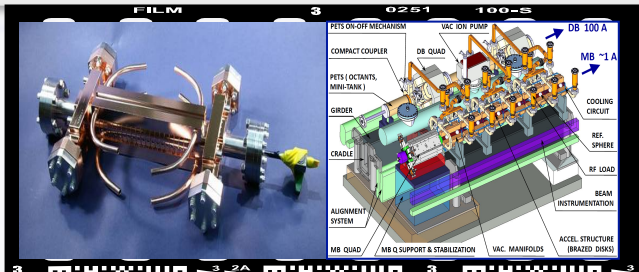 FILM 3 0251 100-S
PETS ON-OFF MECHANISM
VAC ION PUMP
DB 100 A
COMPACT COUPLER
DB QUAD
MB ~1 A
PETS ( OCTANTS,
MINI-TANK )
GIRDER
COOLING
CIRCUIT
REF.
SPHERE
CRADLE
RF LOAD
BEAM
INSTRUMENTATION
ALIGNMENT
SYSTEM
ACCEL. STRUCTURE
(BRAZED DISKS)
MB QUAD
MB Q SUPPORT & STABILIZATION
VAC. MANIFOLDS
3 3 2A 3